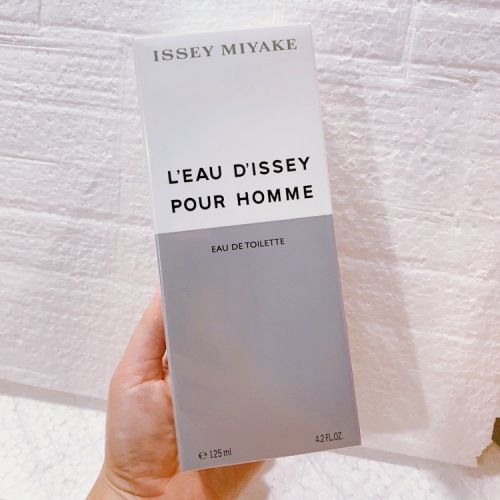 ISSEY MIYAKE
L'EAU D'ISSEY
POUR HOMME
EAU DE TOILETTE
℮ 125 ml
4.2 FL.OZ.